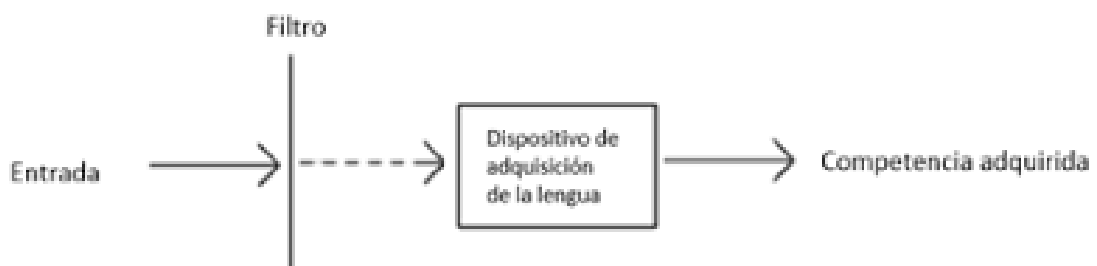 Filtro
Entrada
Dispositivo de
adquisición
de la lengua
Competencia adquirida